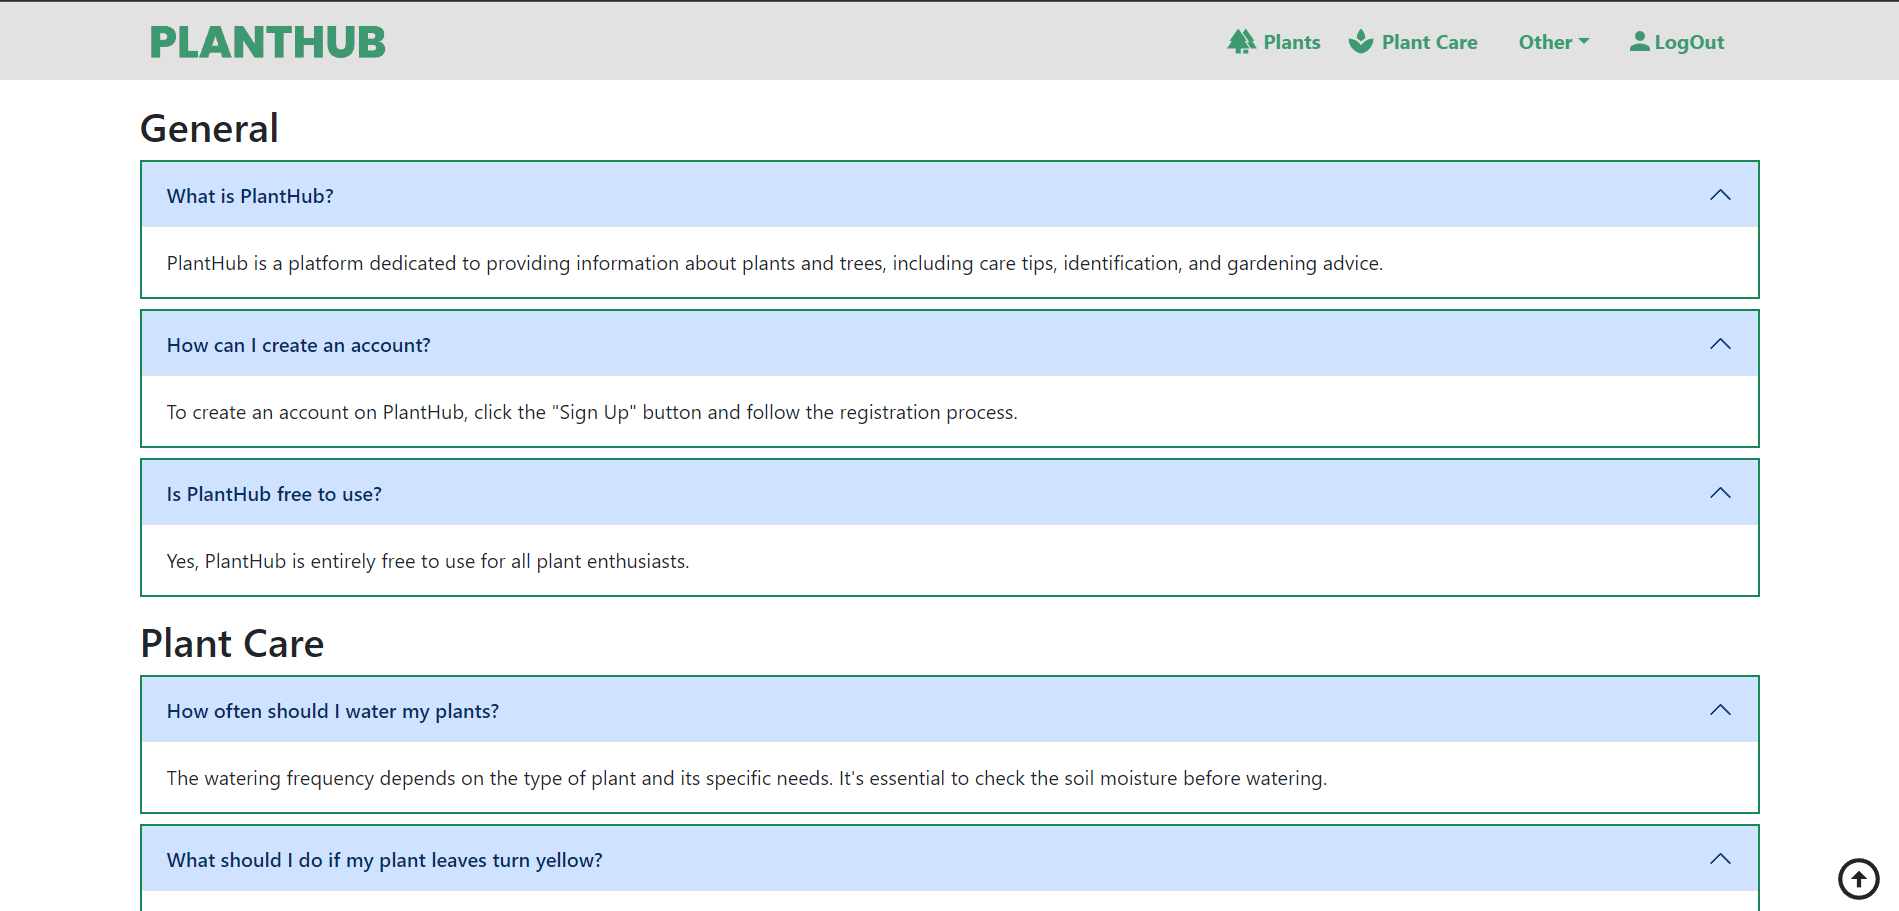 PLANTHUB
Plants
Plant Care
Other
LogOut
General
What is PlantHub?
PlantHub is a platform dedicated to providing information about plants and trees, including care tips, identification, and gardening advice.
How can I create an account?
To create an account on PlantHub, click the "Sign Up" button and follow the registration process.
Is PlantHub free to use?
Yes, PlantHub is entirely free to use for all plant enthusiasts.
Plant Care
How often should I water my plants?
The watering frequency depends on the type of plant and its specific needs. It's essential to check the soil moisture before watering.
What should I do if my plant leaves turn yellow?